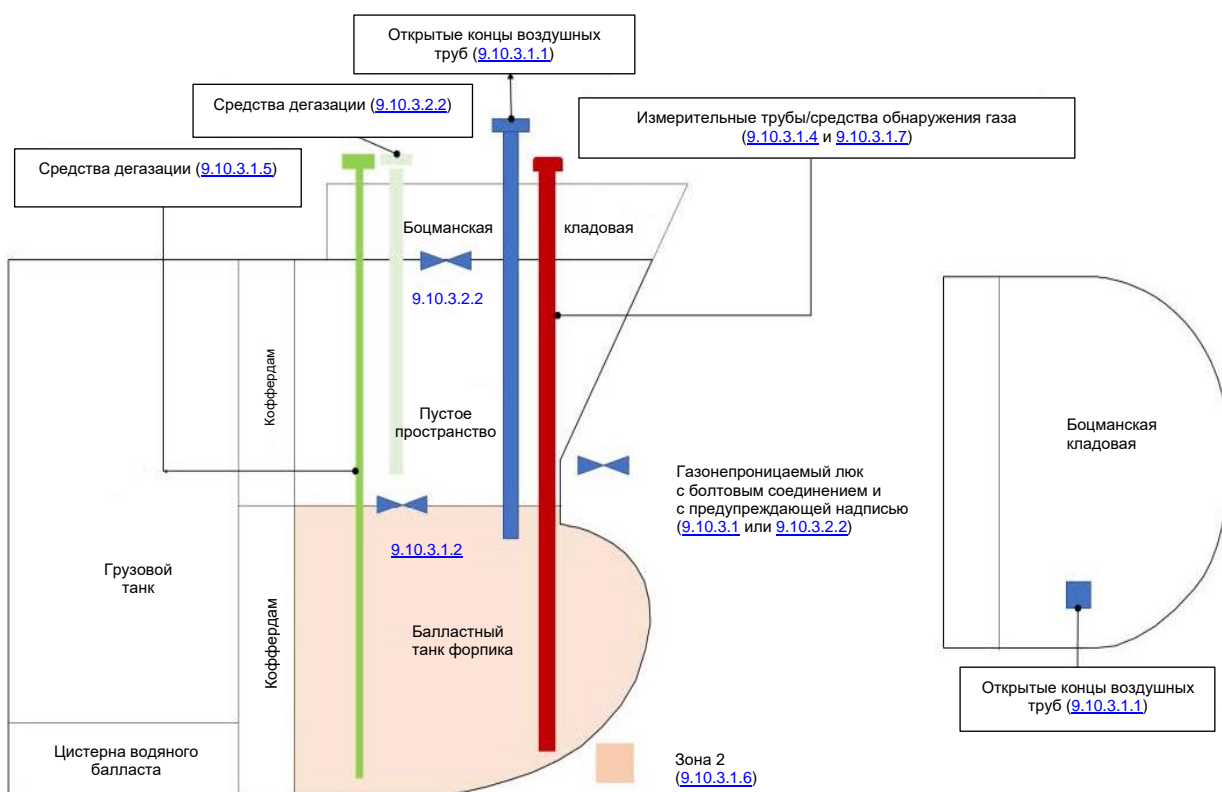 Открытые концы воздушных
труб (9.10.3.1.1)
Средства дегазации (9.10.3.2.2)
Измерительные трубы/средства обнаружения газа
(9.10.3.1.4 и 9.10.3.1.7)
Средства дегазации (9.10.3.1.5)
Боцманская кладовая
9.10.3.2.2
Коффердам
Пустое
пространство
Газонепроницаемый люк
с болтовым соединением и
с предупреждающей надписью
(9.10.3.1 или 9.10.3.2.2)
Боцманская
кладовая
9.10.3.1.2
Грузовой
танк
Коффердам
Балластный
танк форпика
Открытые концы воздушных
труб (9.10.3.1.1)
Цистерна водяного
балласта
Зона 2
(9.10.3.1.6)